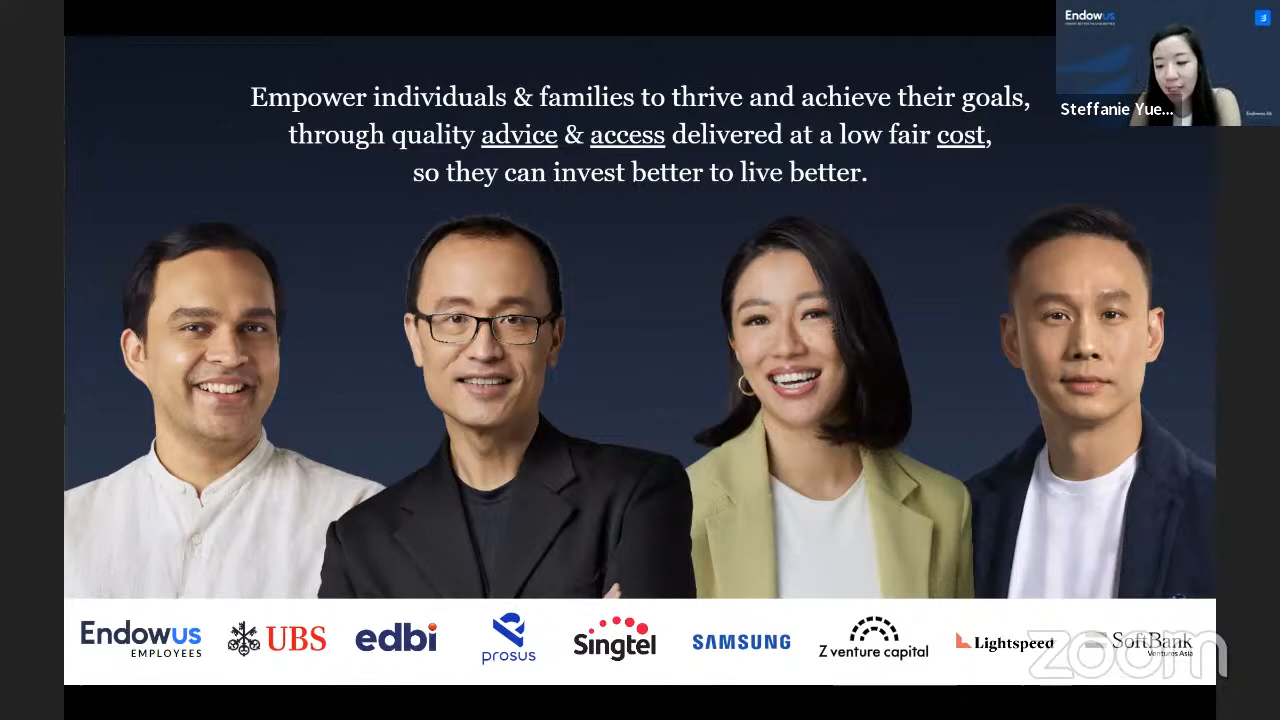 Endowus
Empower individuals & families to thrive and achieve their goals,
through quality advice & access delivered at a low fair cost,
so they can invest better to live better.
Steffanie Yue...
Endowus
EMPLOYEES
UBS
edbi
prosus
Singtel
SAMSUNG
Z venture capital
Lightspeed
SoftBank
Ventures Asia
zoom